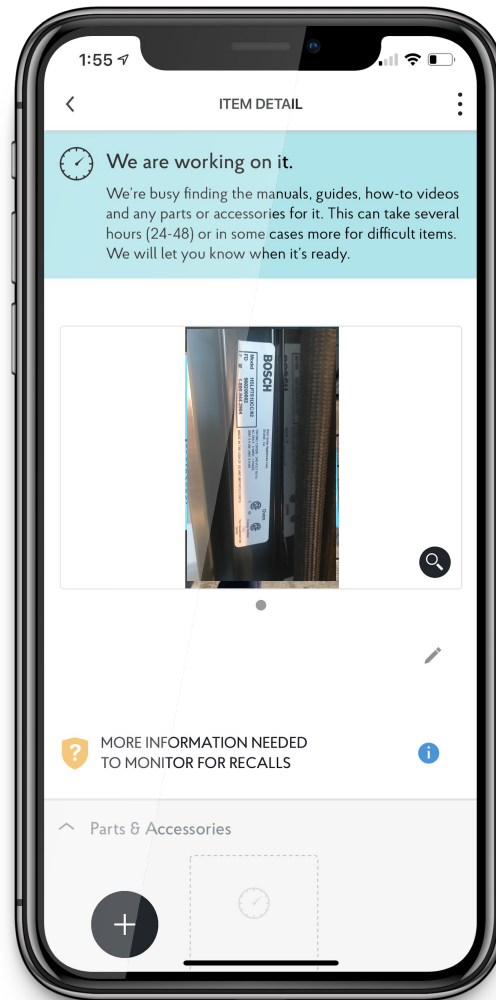 1:55
ITEM DETAIL
We are working on it.
We're busy finding the manuals, guides, how-to videos
and any parts or accessories for it. This can take several
hours (24-48) or in some cases more for difficult items.
We will let you know when it's ready.
BOSCH
Model
FD
MORE INFORMATION NEEDED
TO MONITOR FOR RECALLS
Parts & Accessories